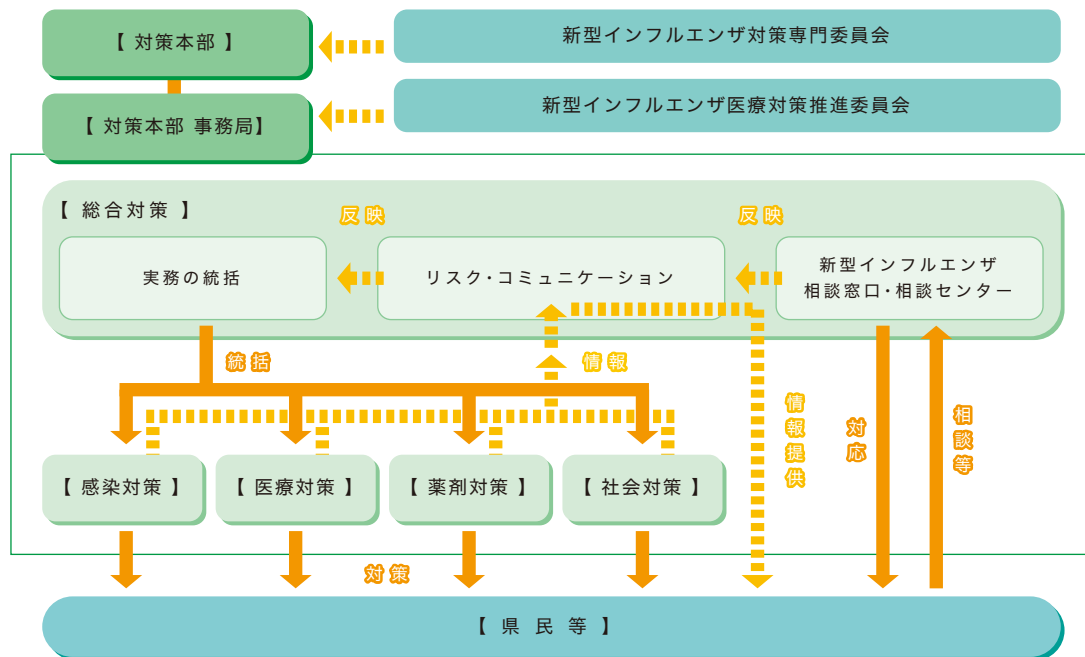 【 対策本部 】
新型インフルエンザ対策専門委員会
【 対策本部 事務局】
新型インフルエンザ医療対策推進委員会
【 総合対策 】
反映
反映
実務の統括
リスク・コミュニケーション
新型インフルエンザ
相談窓口・相談センター
統括
情報
情報提供
対応
相談等
【 感染対策 】
【 医療対策 】
【 薬剤対策 】
【 社会対策 】
対策
【 県民等 】